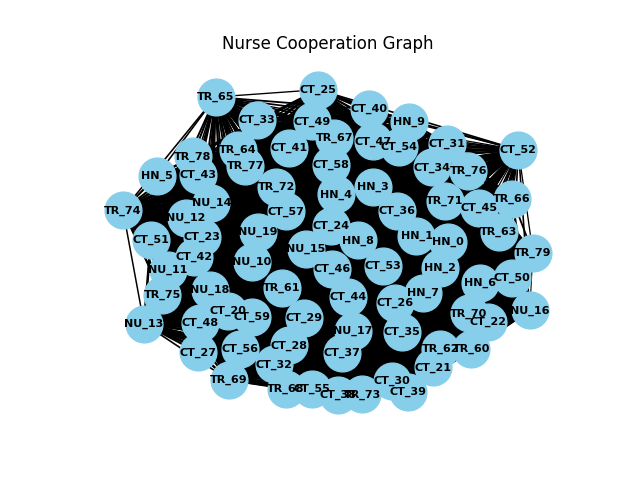 Nurse Cooperation Graph
CT_25
TR_65
CT_40
CT_33
CT_49
HN_9
TR_67
CT_47
CT_31
CT_54
CT_41
TR_64
CT_52
TR_78
TR_77
CT_58
CT_34
TR_76
HN_5
CT_43
TR_72
HN_3
HN_4
TR_66
NU_14
TR_71
CT_45
TR_74
CT_57
CT_36
NU_12
CT_24
NU_19
TR_63
CT_23
HN_1
CT_51
HN_8
HN_0
NU_15
TR_79
CT_42
NU_10
CT_53
HN_2
NU_11
CT_46
CT_50
HN_6
TR_61
NU_18
HN_7
TR_75
CT_44
CT_26
CT_20
NU_16
TR_70
CT_59
CT_29
CT_22
NU_13
CT_48
NU_17
CT_35
CT_28
CT_56
TR_62
TR_60
CT_27
CT_37
CT_32
CT_21
TR_69
CT_30
TR_68
CT_55
CT_39
CT_38
TR_73